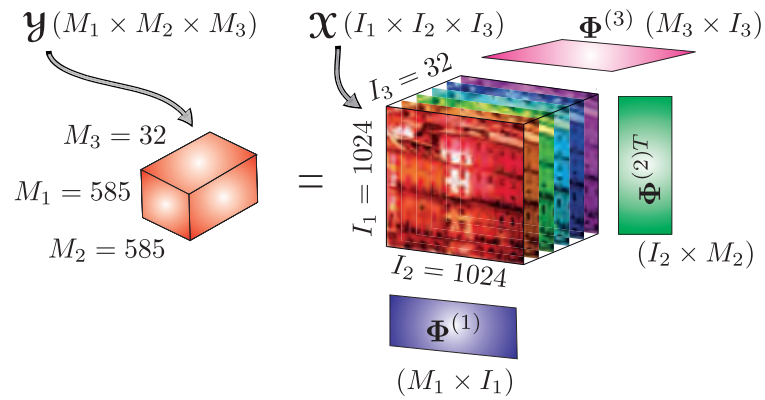 𝒴 (M₁ × M₂ × M₃)
𝒳 (I₁ × I₂ × I₃)
Φ⁽³⁾ (M₃ × I₃)
I₃ = 32
M₃ = 32
M₁ = 585
M₂ = 585
=
I₁ = 1024
I₂ = 1024
Φ⁽²⁾ᵀ
(I₂ × M₂)
Φ⁽¹⁾
(M₁ × I₁)